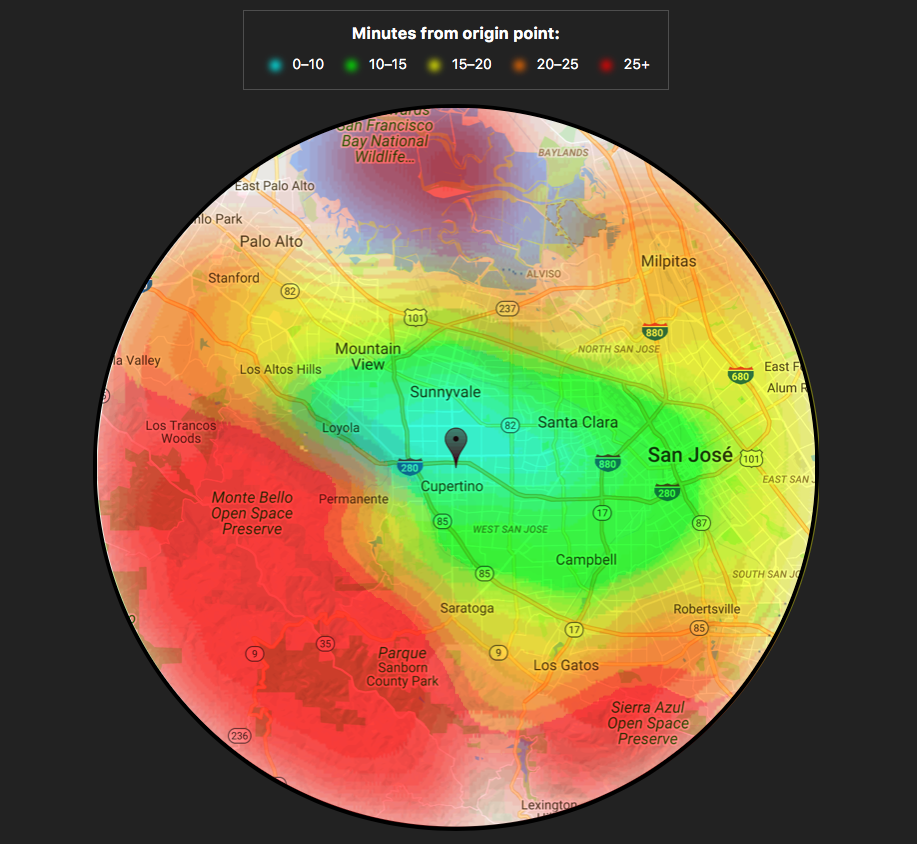 Minutes from origin point:
0–10 10–15 15–20 20–25 25+
San Francisco
Bay National
Wildlife...
BAYLANDS
East Palo Alto
Park
Palo Alto
Milpitas
ALVISO
Stanford
82
237
101
880
NORTH SAN JOSE
Mountain
View
Valley
Los Altos Hills
East
680
Alum
Sunnyvale
82
Santa Clara
Loyola
Los Trancos
Woods
San José
101
280
880
Cupertino
EAST SAN
280
Monte Bello
Open Space
Preserve
Permanente
17
85
WEST SAN JOSE
87
Campbell
85
SOUTH SAN
Saratoga
Robertsville
17
85
35
9
9
Parque
Sanborn
County Park
Los Gatos
Sierra Azul
Open Space
Preserve
236
Lexington